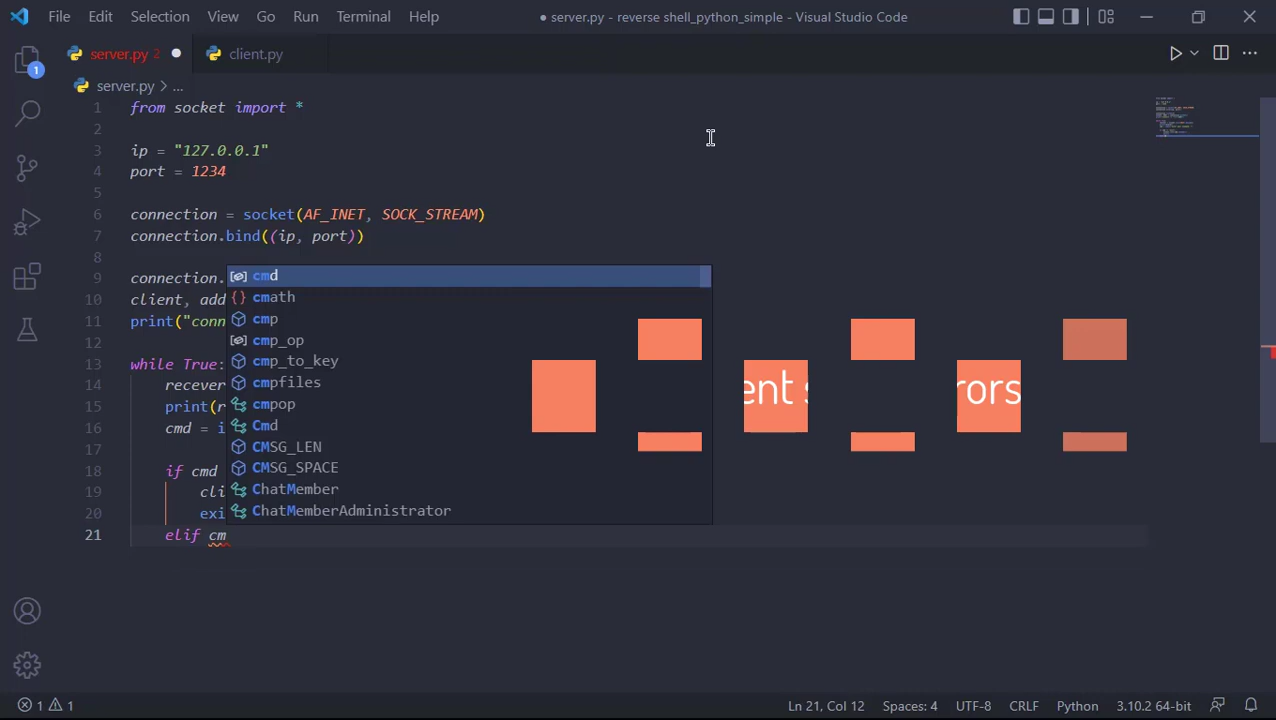 File Edit Selection View Go Run Terminal Help ● server.py - reverse shell_python_simple - Visual Studio Code
server.py 2 ● client.py
1 server.py > ...
1 from socket import *
2
3 ip = "127.0.0.1"
4 port = 1234
5
6 connection = socket(AF_INET, SOCK_STREAM)
7 connection.bind((ip, port))
8
9 connection.
cmd
10 client, add
cmath
11 print("conn
cmp
12
cmp_op
13 while True:
cmp_to_key
14 recever
cmpfiles
15 print(r
cmpop
16 cmd = i
Cmd
17
CMSG_LEN
18 if cmd
CMSG_SPACE
19 cli
ChatMember
20 exi
ChatMemberAdministrator
21 elif cm
ent s rors
1 1 Ln 21, Col 12 Spaces: 4 UTF-8 CRLF Python 3.10.2 64-bit